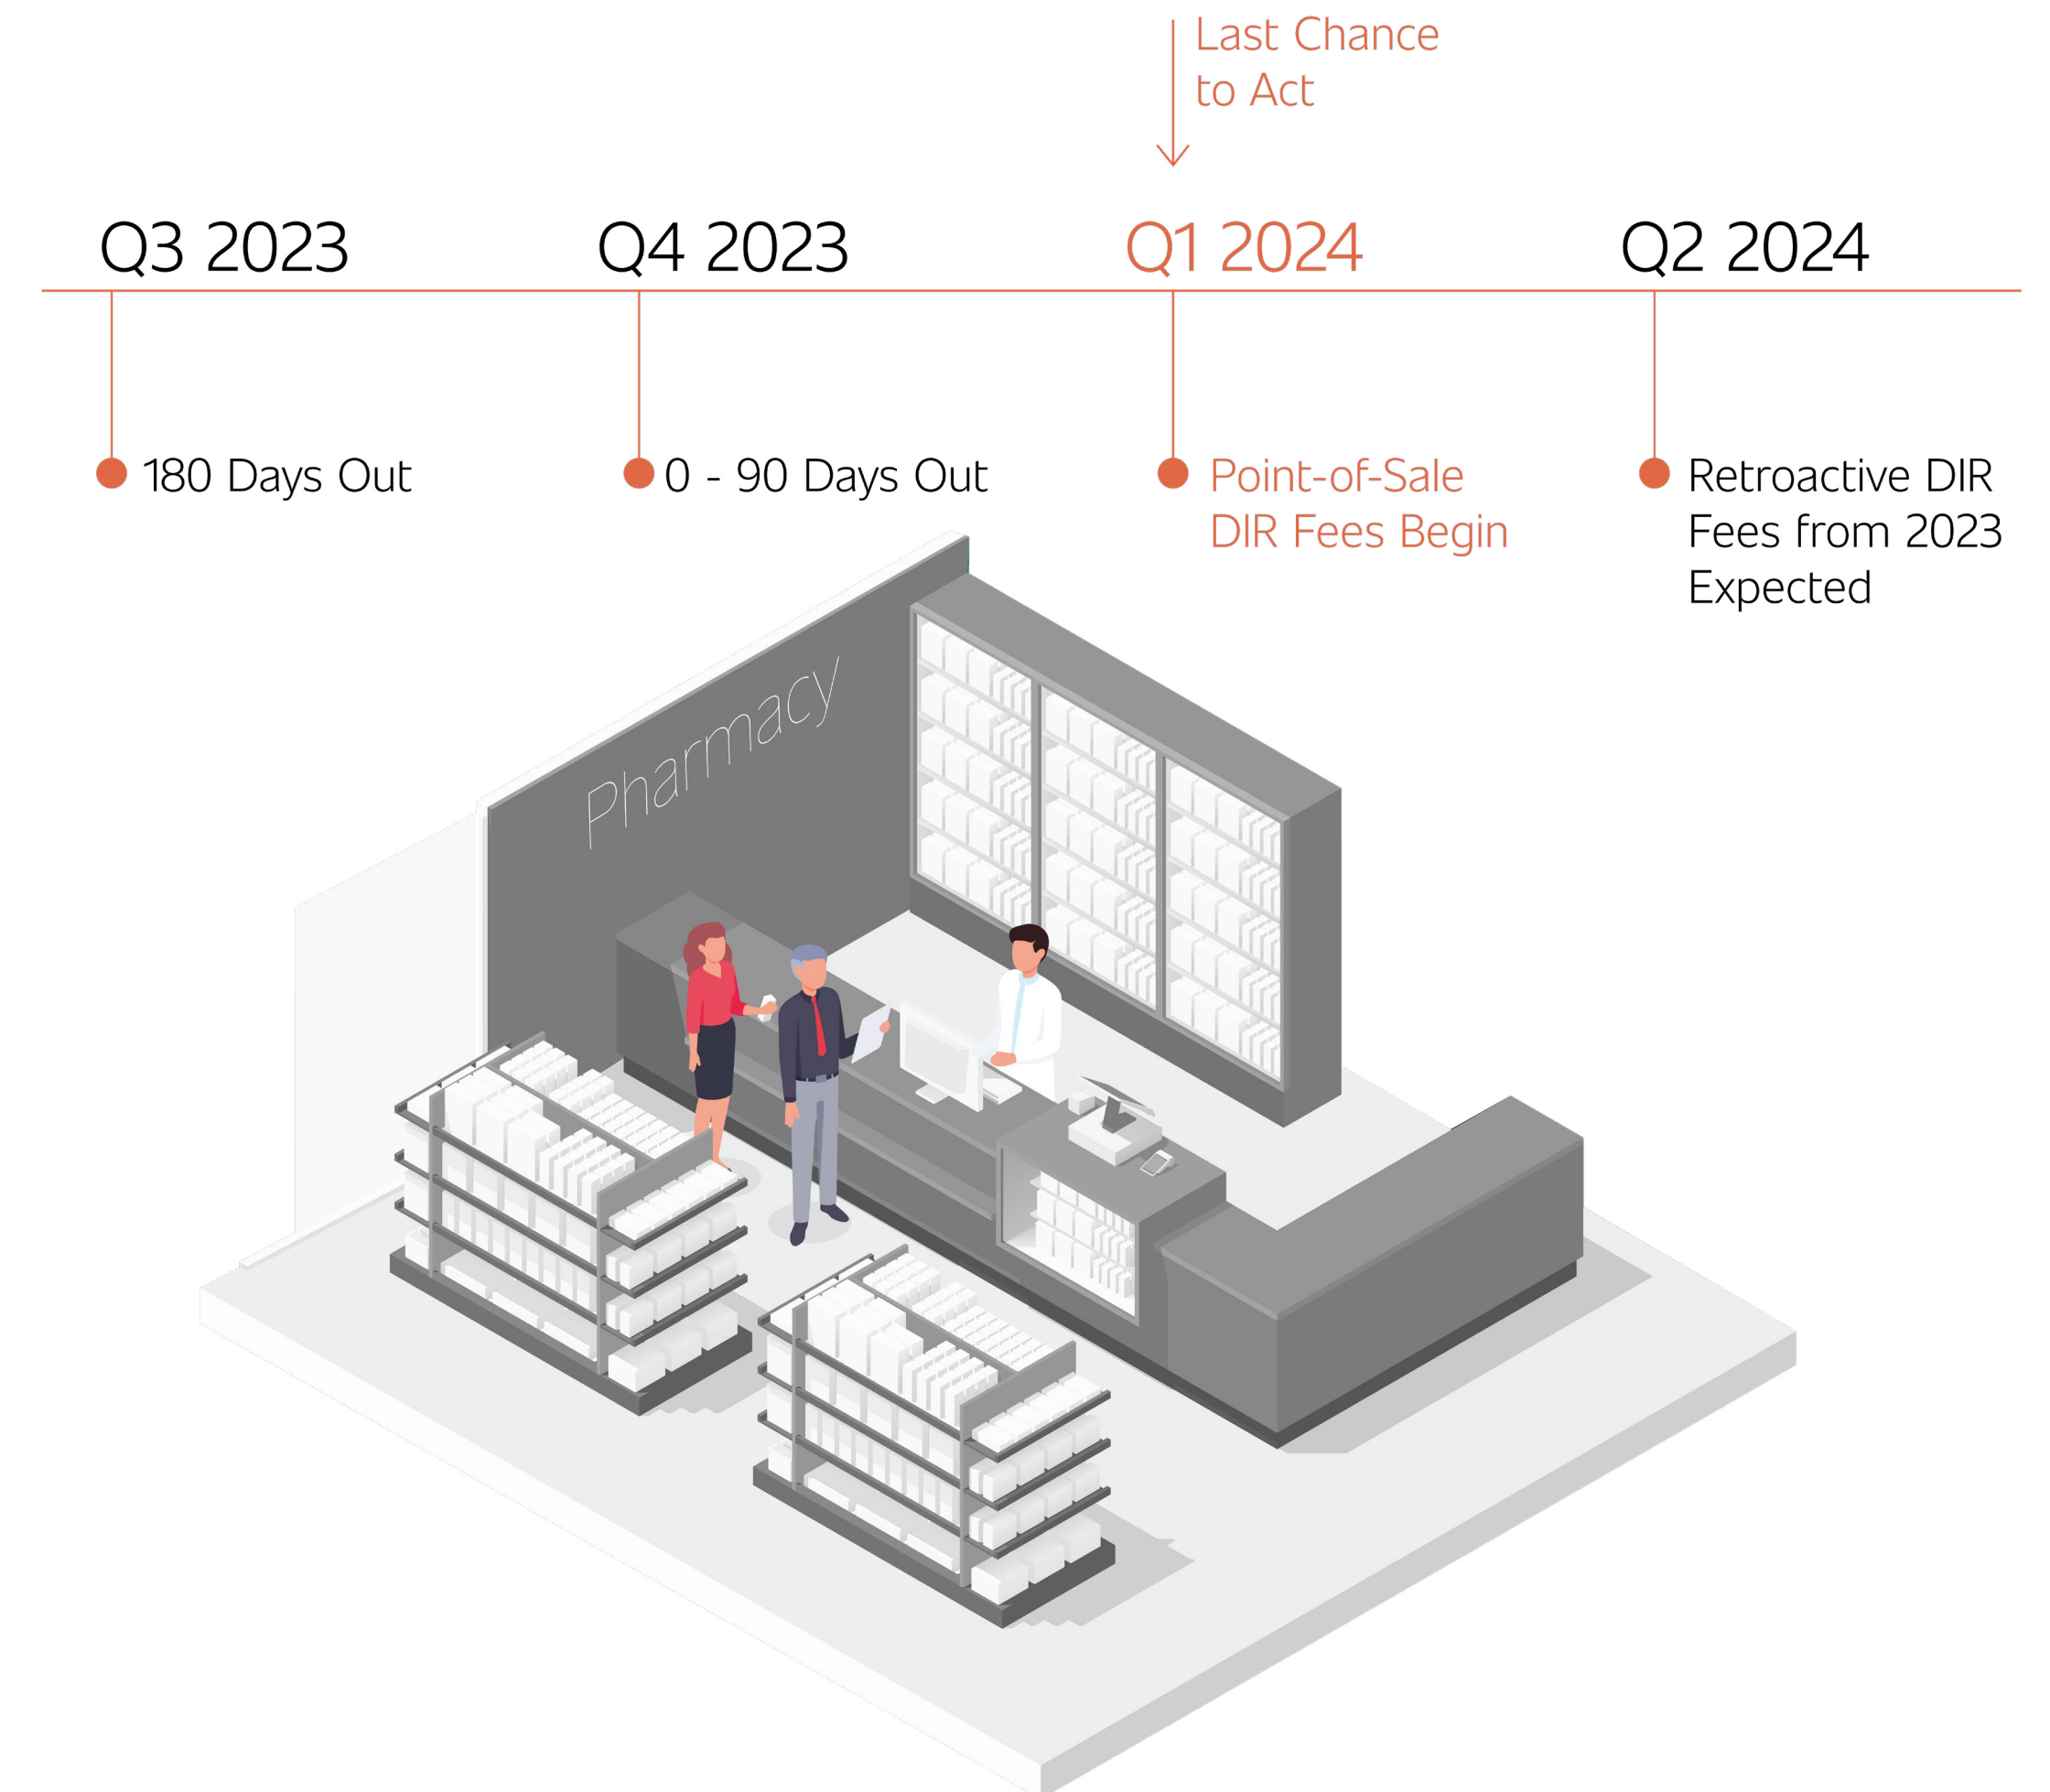 Last Chance
to Act
Q3 2023
Q4 2023
Q1 2024
Q2 2024
180 Days Out
0 - 90 Days Out
Point-of-Sale
DIR Fees Begin
Retroactive DIR
Fees from 2023
Expected
Pharmacy